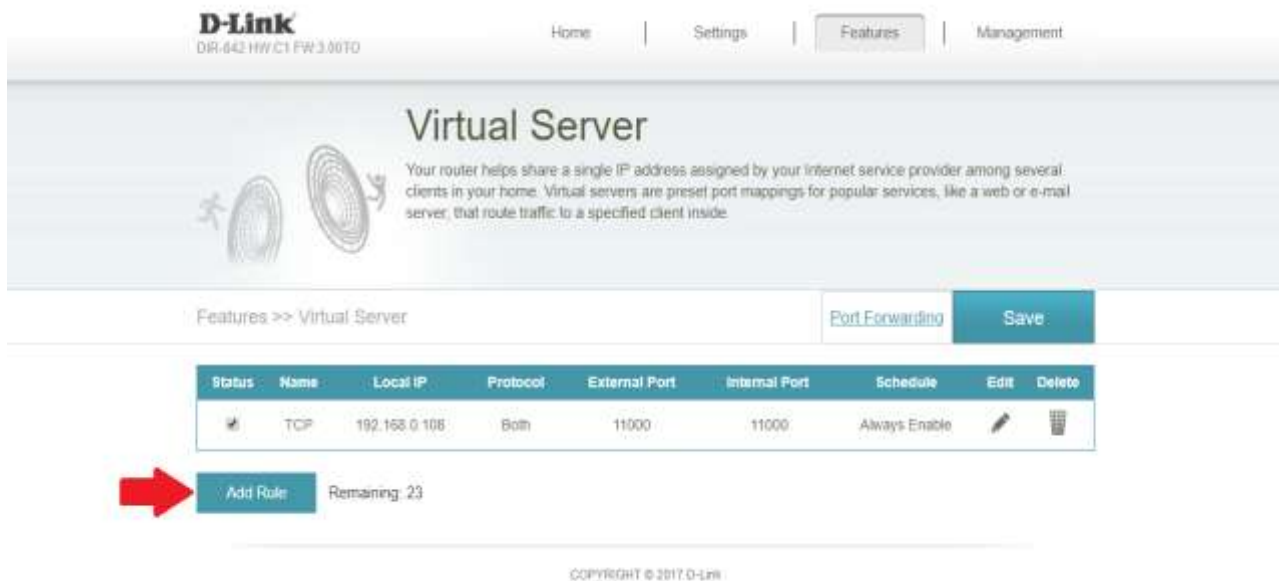 D-Link
DIR-842 HW:C1 FW:3.00TO
Home | Settings | Features | Management
Virtual Server
Your router helps share a single IP address assigned by your Internet service provider among several
clients in your home. Virtual servers are preset port mappings for popular services, like a web or e-mail
server, that route traffic to a specified client inside.
Features >> Virtual Server
Port Forwarding
Save
Status Name Local IP Protocol External Port Internal Port Schedule Edit Delete
TCP 192.168.0.108 Both 11000 11000 Always Enable
Add Rule Remaining: 23
COPYRIGHT © 2017 D-Link